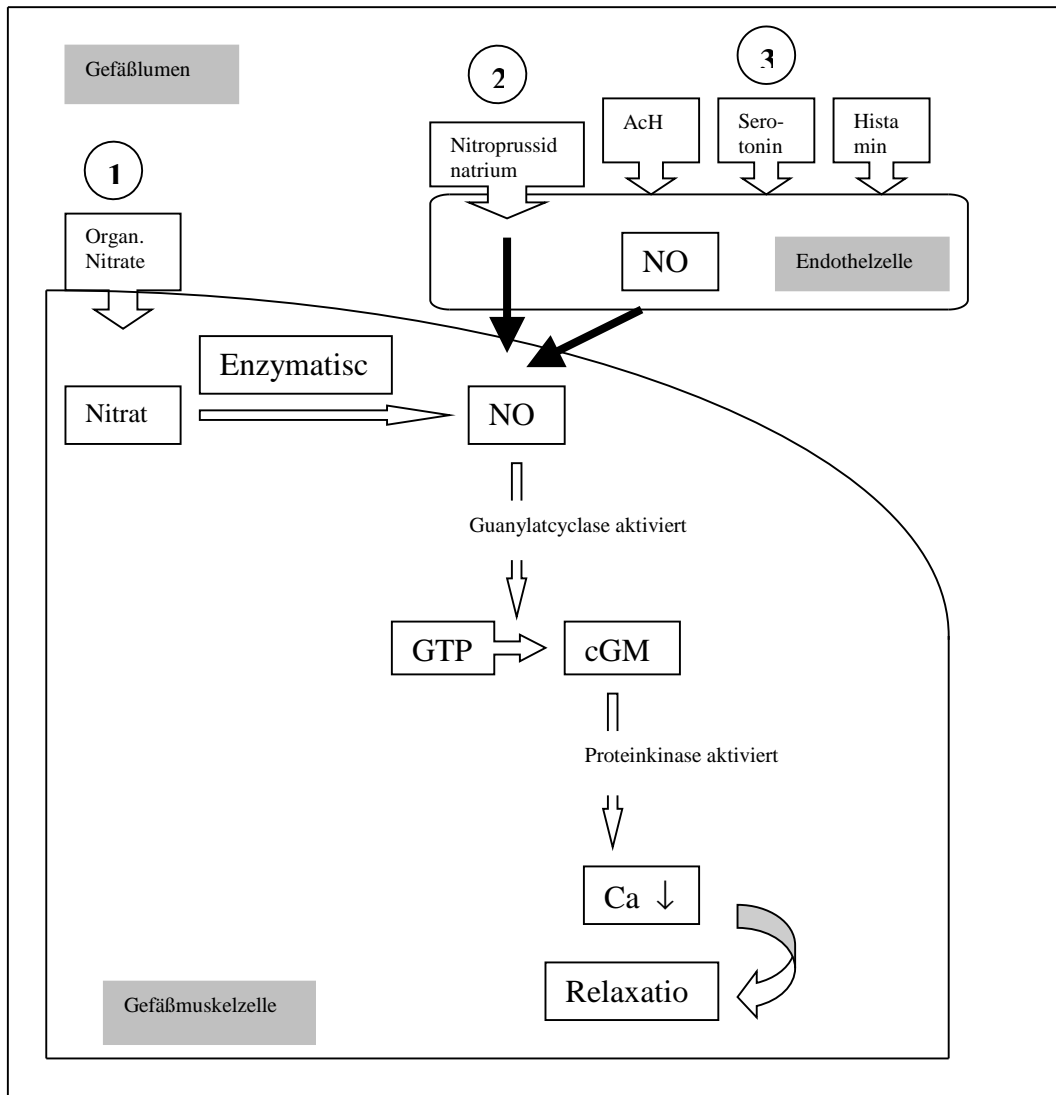 Gefäßlumen
1
2
3
Organ.
Nitrate
Nitroprussid
natrium
AcH
Sero-
tonin
Hista
min
NO
Endothelzelle
Enzymatisc
Nitrat
NO
Guanylatcyclase aktiviert
GTP
cGM
Proteinkinase aktiviert
Ca ↓
Relaxatio
Gefäßmuskelzelle